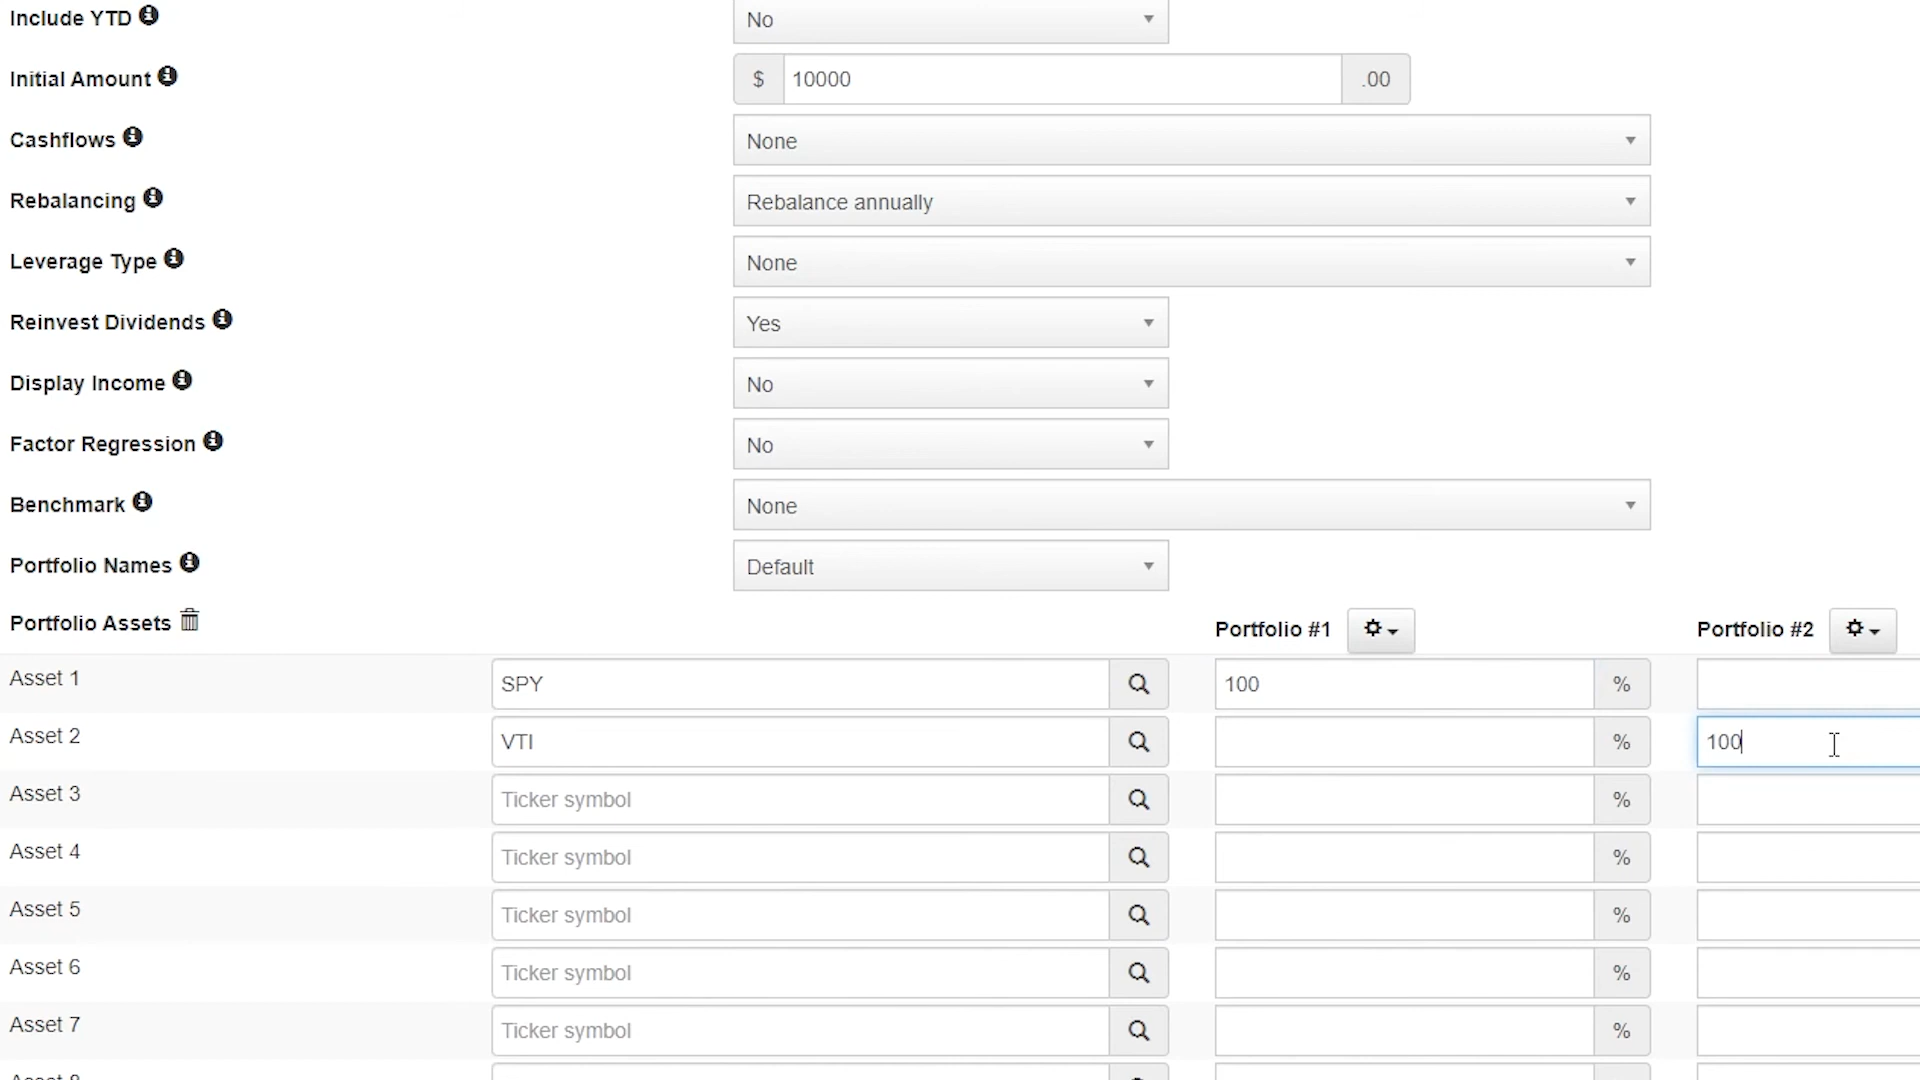 Include YTD
No
Initial Amount
$ 10000 .00
Cashflows
None
Rebalancing
Rebalance annually
Leverage Type
None
Reinvest Dividends
Yes
Display Income
No
Factor Regression
No
Benchmark
None
Portfolio Names
Default
Portfolio Assets Portfolio #1 Portfolio #2
Asset 1 SPY 100 %
Asset 2 VTI % 100
Asset 3 Ticker symbol %
Asset 4 Ticker symbol %
Asset 5 Ticker symbol %
Asset 6 Ticker symbol %
Asset 7 Ticker symbol %